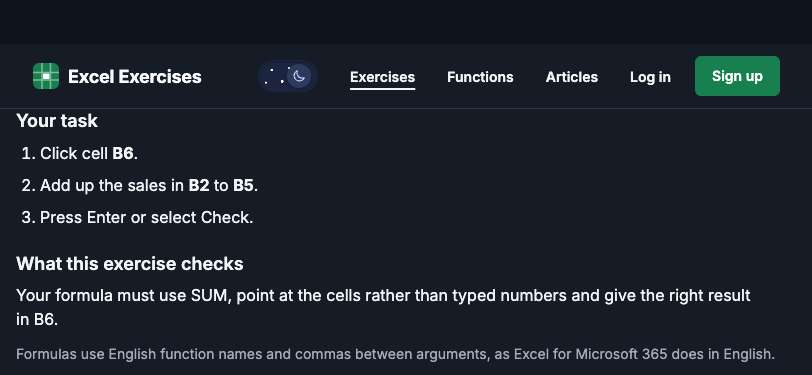 Excel Exercises
Exercises
Functions
Articles
Log in
Sign up
Your task
1. Click cell B6.
2. Add up the sales in B2 to B5.
3. Press Enter or select Check.
What this exercise checks
Your formula must use SUM, point at the cells rather than typed numbers and give the right result
in B6.
Formulas use English function names and commas between arguments, as Excel for Microsoft 365 does in English.